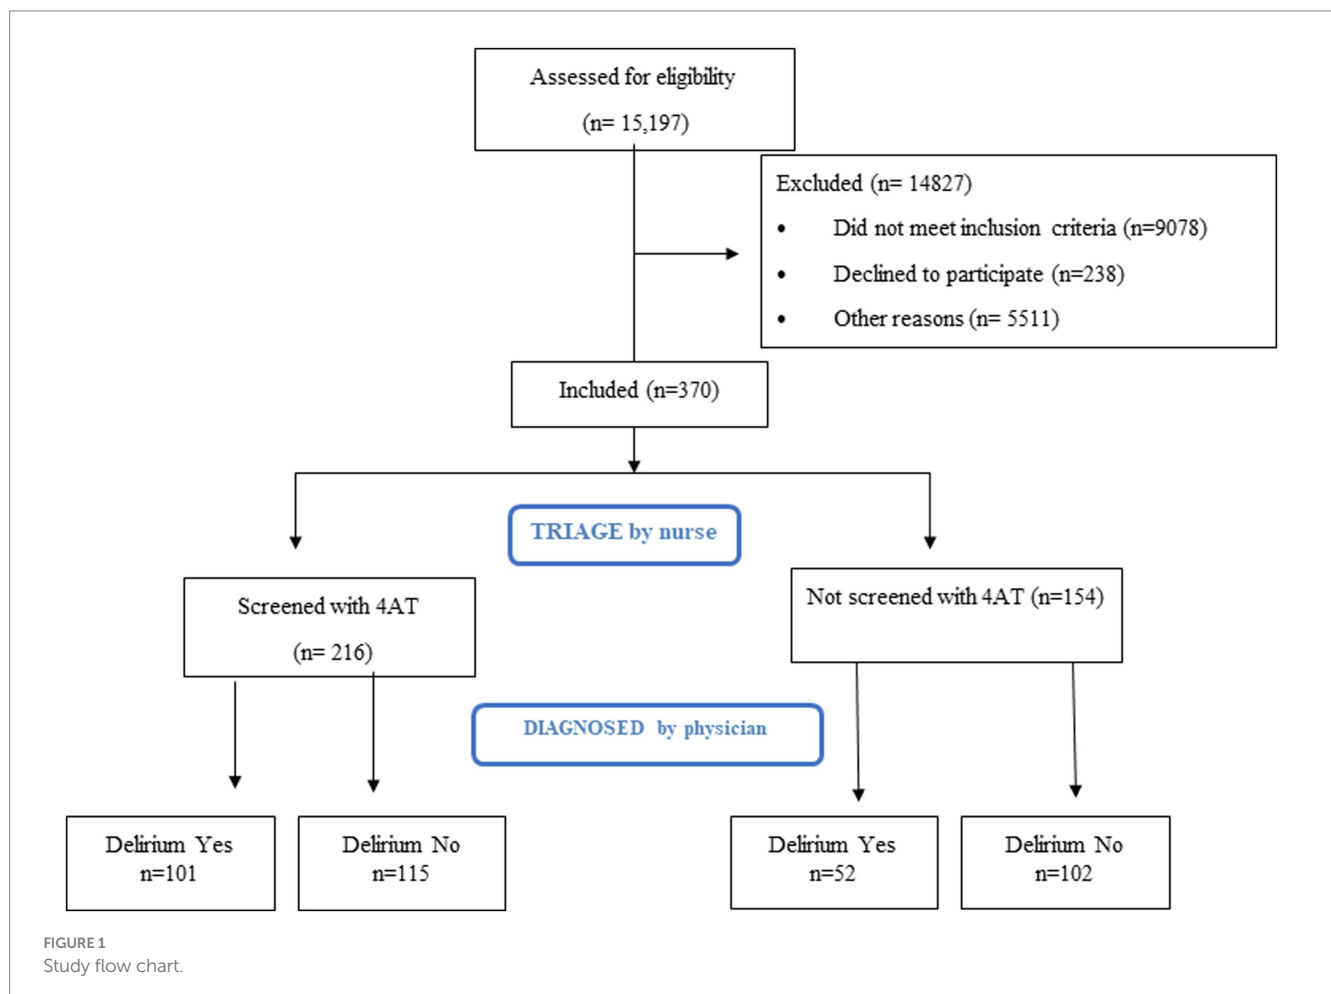 Assessed for eligibility
(n= 15,197)
Excluded (n= 14827)
• Did not meet inclusion criteria (n=9078)
• Declined to participate (n=238)
• Other reasons (n= 5511)
Included (n=370)
TRIAGE by nurse
Screened with 4AT
(n= 216)
Not screened with 4AT (n=154)
DIAGNOSED by physician
Delirium Yes
n=101
Delirium No
n=115
Delirium Yes
n=52
Delirium No
n=102
FIGURE 1
Study flow chart.